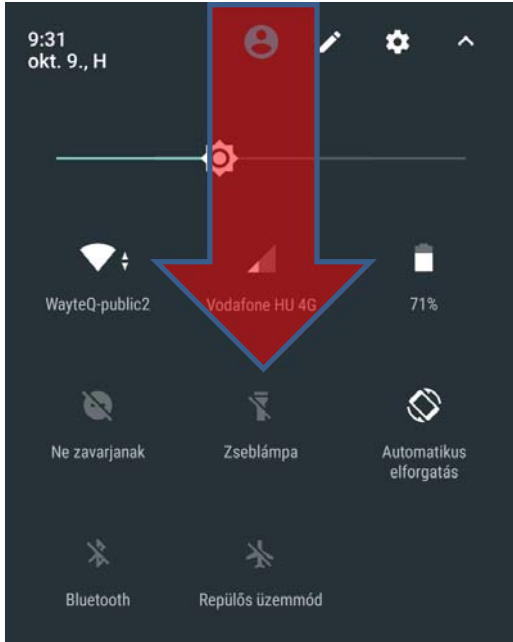 9:31
okt. 9., H
WayteQ-public2
Vodafone HU 4G
71%
Ne zavarjanak
Zseblámpa
Automatikus
elforgatás
Bluetooth
Repülős üzemmód